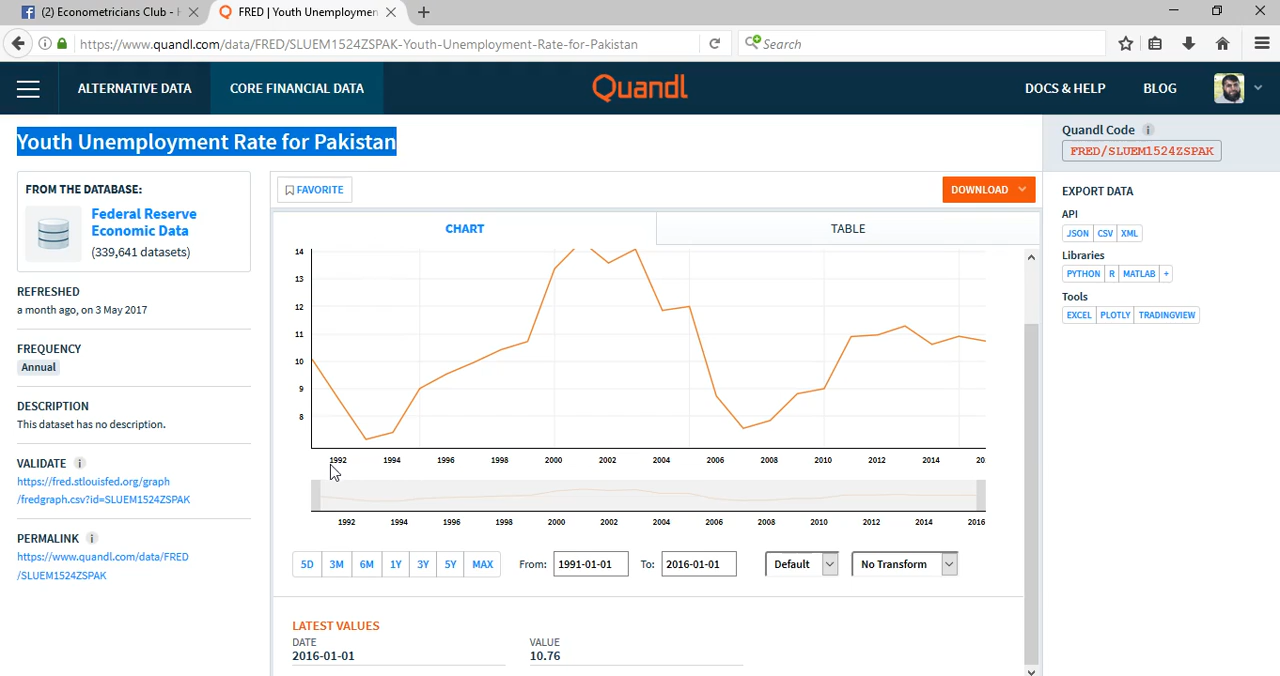 (2) Econometricians Club -
FRED | Youth Unemploymen
https://www.quandl.com/data/FRED/SLUEM1524ZSPAK-Youth-Unemployment-Rate-for-Pakistan
Search
ALTERNATIVE DATA
CORE FINANCIAL DATA
Quandl
DOCS & HELP
BLOG
Youth Unemployment Rate for Pakistan
Quandl Code
FRED/SLUEM1524ZSPAK
FROM THE DATABASE:
Federal Reserve
Economic Data
(339,641 datasets)
REFRESHED
a month ago, on 3 May 2017
FREQUENCY
Annual
DESCRIPTION
This dataset has no description.
VALIDATE
https://fred.stlouisfed.org/graph
/fredgraph.csv?id=SLUEM1524ZSPAK
PERMALINK
https://www.quandl.com/data/FRED
/SLUEM1524ZSPAK
FAVORITE
DOWNLOAD
CHART
TABLE
14
13
12
11
10
9
8
1992 1994 1996 1998 2000 2002 2004 2006 2008 2010 2012 2014 20
1992 1994 1996 1998 2000 2002 2004 2006 2008 2010 2012 2014 2016
5D 3M 6M 1Y 3Y 5Y MAX From: 1991-01-01 To: 2016-01-01 Default No Transform
LATEST VALUES
DATE VALUE
2016-01-01 10.76
EXPORT DATA
API
JSON CSV XML
Libraries
PYTHON R MATLAB +
Tools
EXCEL PLOTLY TRADINGVIEW